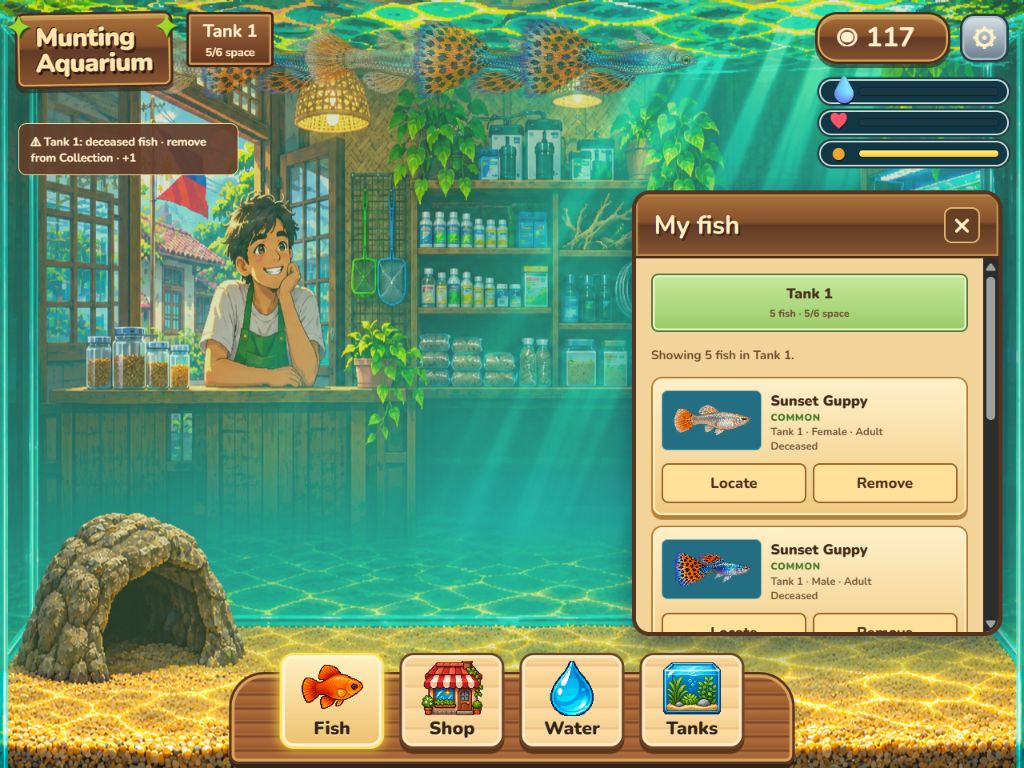 Munting
Aquarium
Tank 1
5/6 space
117
⚠ Tank 1: deceased fish · remove
from Collection · +1
My fish
Tank 1
5 fish · 5/6 space
Showing 5 fish in Tank 1.
Sunset Guppy
COMMON
Tank 1 · Female · Adult
Deceased
Locate
Remove
Sunset Guppy
COMMON
Tank 1 · Male · Adult
Deceased
Locate
Remove
Fish
Shop
Water
Tanks